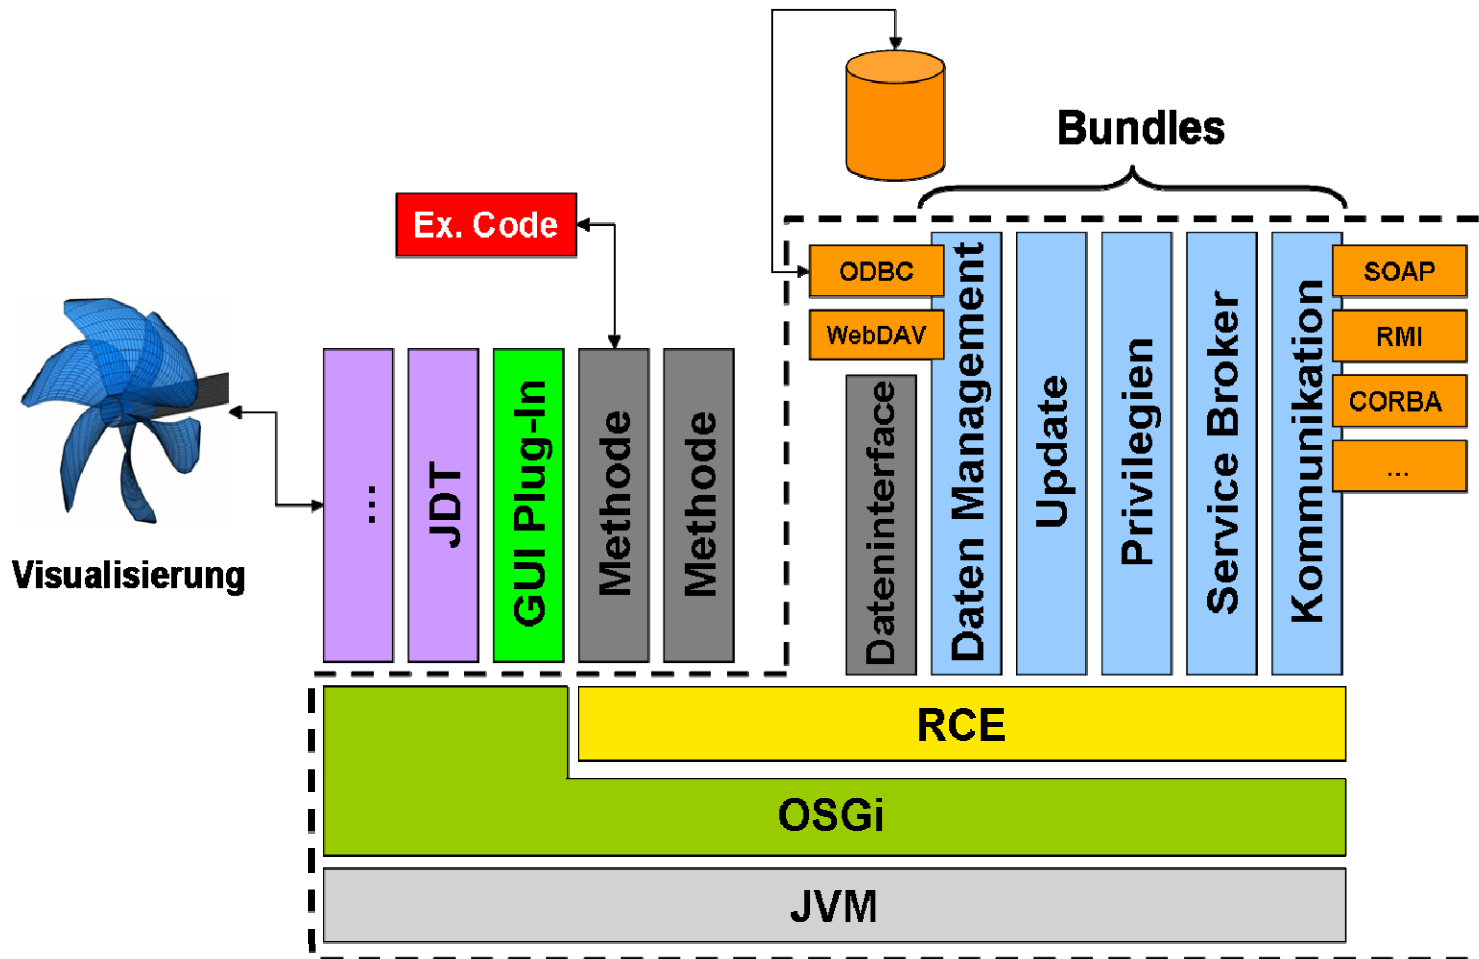 Bundles
Ex. Code
ODBC
WebDAV
SOAP
RMI
CORBA
...
Visualisierung
...
JDT
GUI Plug-In
Methode
Methode
Dateninterface
Daten Management
Update
Privilegien
Service Broker
Kommunikation
RCE
OSGi
JVM